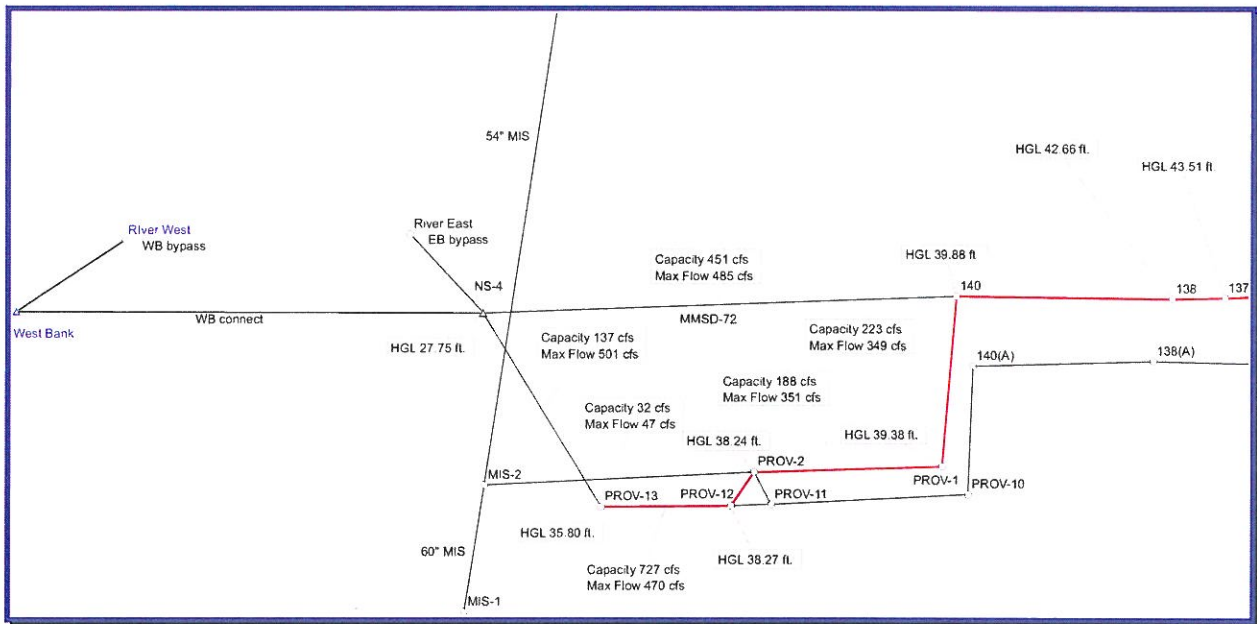 54" MIS
HGL 42.66 ft.
HGL 43.51 ft.
RIver West
WB bypass
River East
EB bypass
Capacity 451 cfs
Max Flow 485 cfs
HGL 39.88 ft
NS-4
140
138
137
West Bank
WB connect
MMSD-72
HGL 27.75 ft.
Capacity 137 cfs
Max Flow 501 cfs
Capacity 223 cfs
Max Flow 349 cfs
140(A)
138(A)
Capacity 188 cfs
Max Flow 351 cfs
Capacity 32 cfs
Max Flow 47 cfs
HGL 38.24 ft.
HGL 39.38 ft.
MIS-2
PROV-2
PROV-1
PROV-10
PROV-13
PROV-12
PROV-11
HGL 35.80 ft.
60" MIS
HGL 38.27 ft.
Capacity 727 cfs
Max Flow 470 cfs
MIS-1